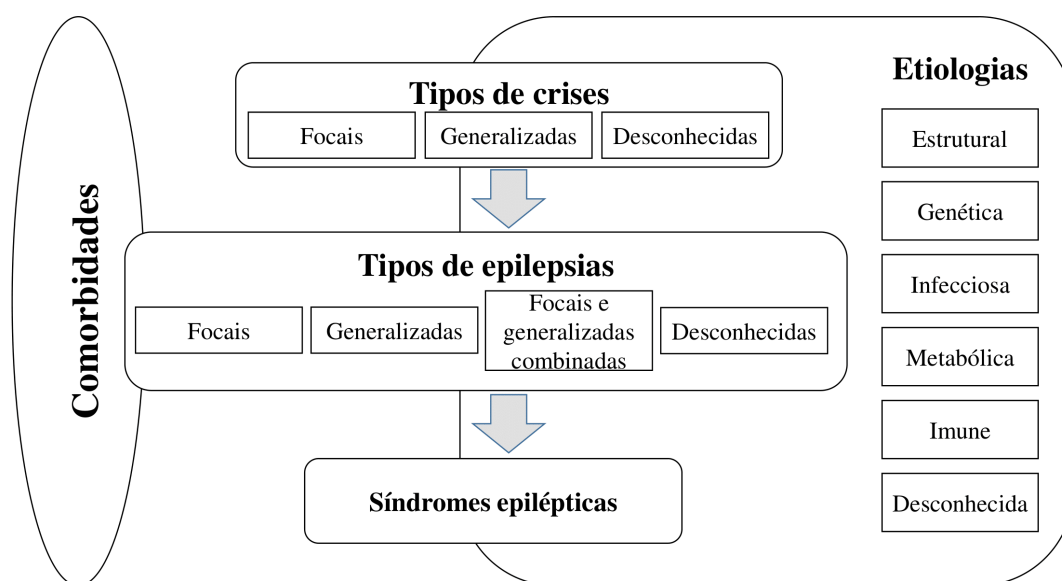 Comorbidades
Tipos de crises
Focais
Generalizadas
Desconhecidas
Tipos de epilepsias
Focais
Generalizadas
Focais e
generalizadas
combinadas
Desconhecidas
Síndromes epilépticas
Etiologias
Estrutural
Genética
Infecciosa
Metabólica
Imune
Desconhecida